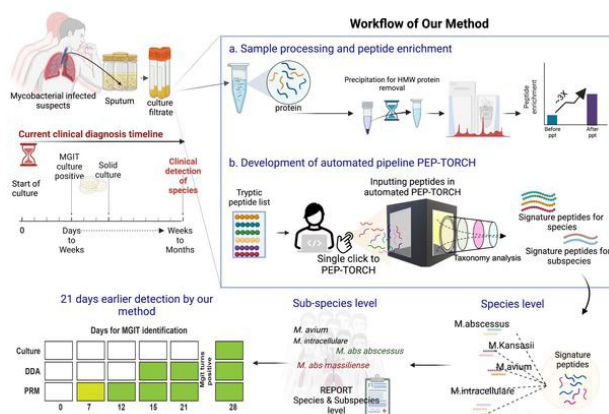 Workflow of Our Method
a. Sample processing and peptide enrichment
Mycobacterial infected
suspects
Sputum
culture
filtrate
protein
Precipitation for HMW protein
removal
Peptide
enrichment
~3X
Before
ppt
After
ppt
Current clinical diagnosis timeline
MGIT
culture
positive
Solid
culture
Clinical
detection
of
species
Start of
culture
0
Days
to
Weeks
Weeks
to
Months
b. Development of automated pipeline PEP-TORCH
Tryptic
peptide list
Inputting peptides in
automated PEP-TORCH
Single click to
PEP-TORCH
Taxonomy analysis
Signature peptides for
species
Signature peptides for
subspecies
21 days earlier detection by our
method
Days for MGIT identification
Culture
DDA
PRM
Mgit turns
positive
0 7 12 15 21 28
Sub-species level
M. avium
M. intracellulare
M. abs abscessus
M. abs massiliense
REPORT
Species & Subspecies
level
Species level
M.abscessus
M.Kansasii
M.avium
M.intracellulare
Signature
peptides